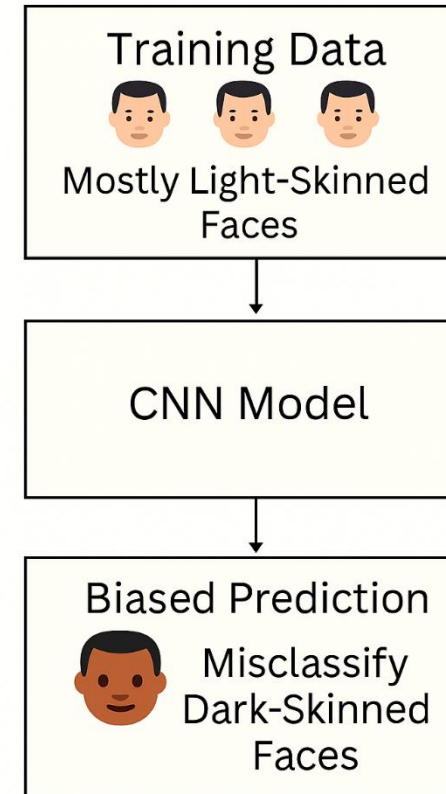 Training Data
Mostly Light-Skinned
Faces
CNN Model
Biased Prediction
Misclassify
Dark-Skinned
Faces